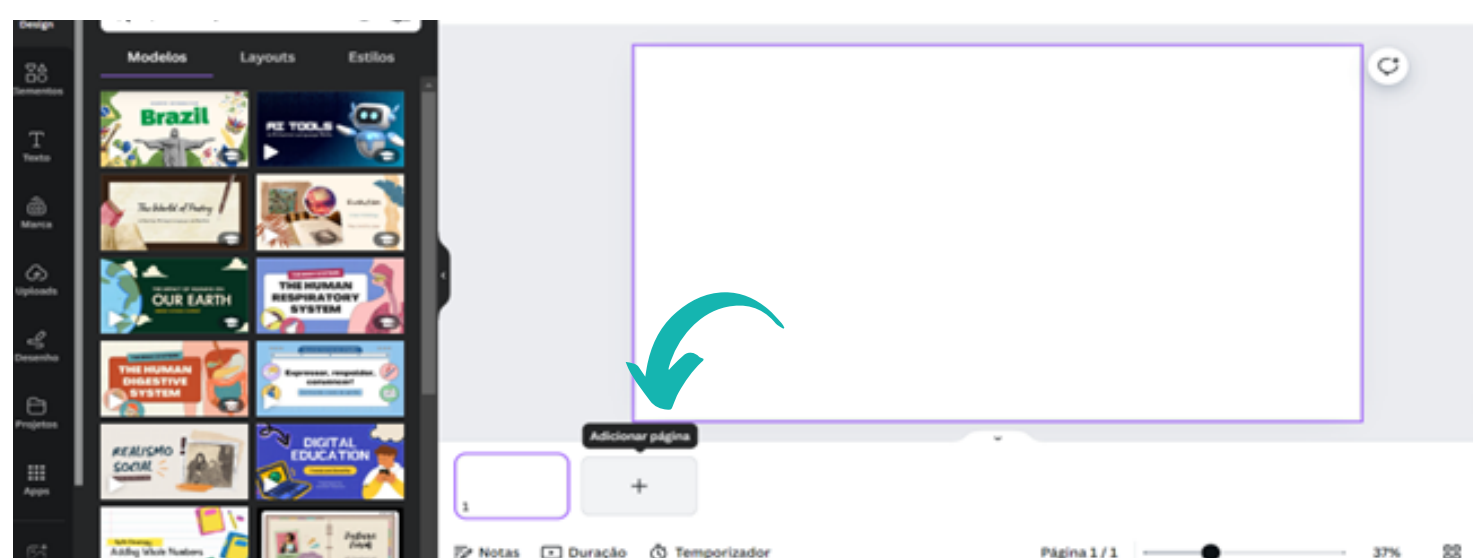 Design
Elementos
Texto
Marca
Uploads
Desenho
Projetos
Apps
Modelos
Layouts
Estilos
Brazil
AI TOOLS
The World of Poetry
Evolution
OUR EARTH
THE HUMAN
RESPIRATORY
SYSTEM
THE HUMAN
DIGESTIVE
SYSTEM
Expressar, respeitar,
convencer!
REALISMO
SOCIAL
DIGITAL
EDUCATION
Adding Whole Numbers
Adicionar página
1
Notas
Duração
Temporizador
Página 1 / 1
37%